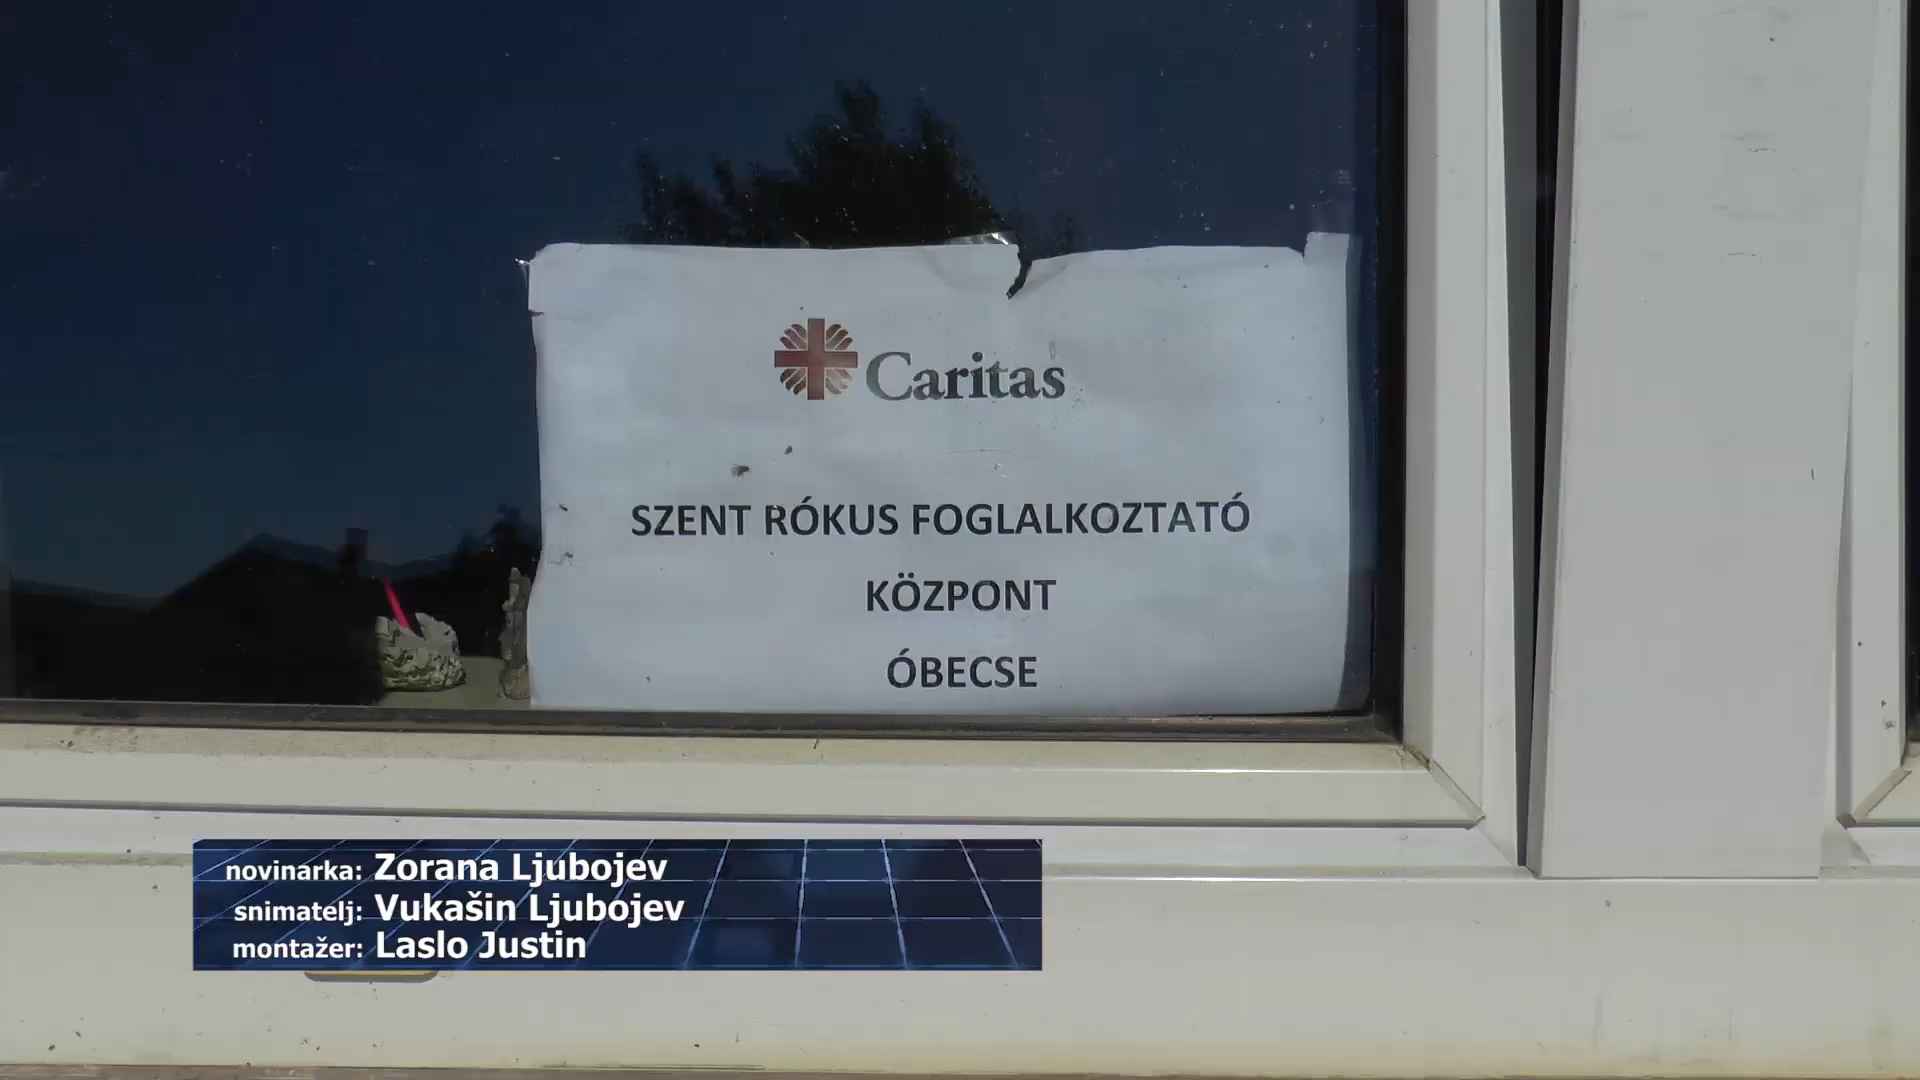 Caritas
SZENT RÓKUS FOGLALKOZTATÓ
KÖZPONT
ÓBECSE
novinarka: Zorana Ljubojev
snimatelj: Vukašin Ljubojev
montažer: Laslo Justin